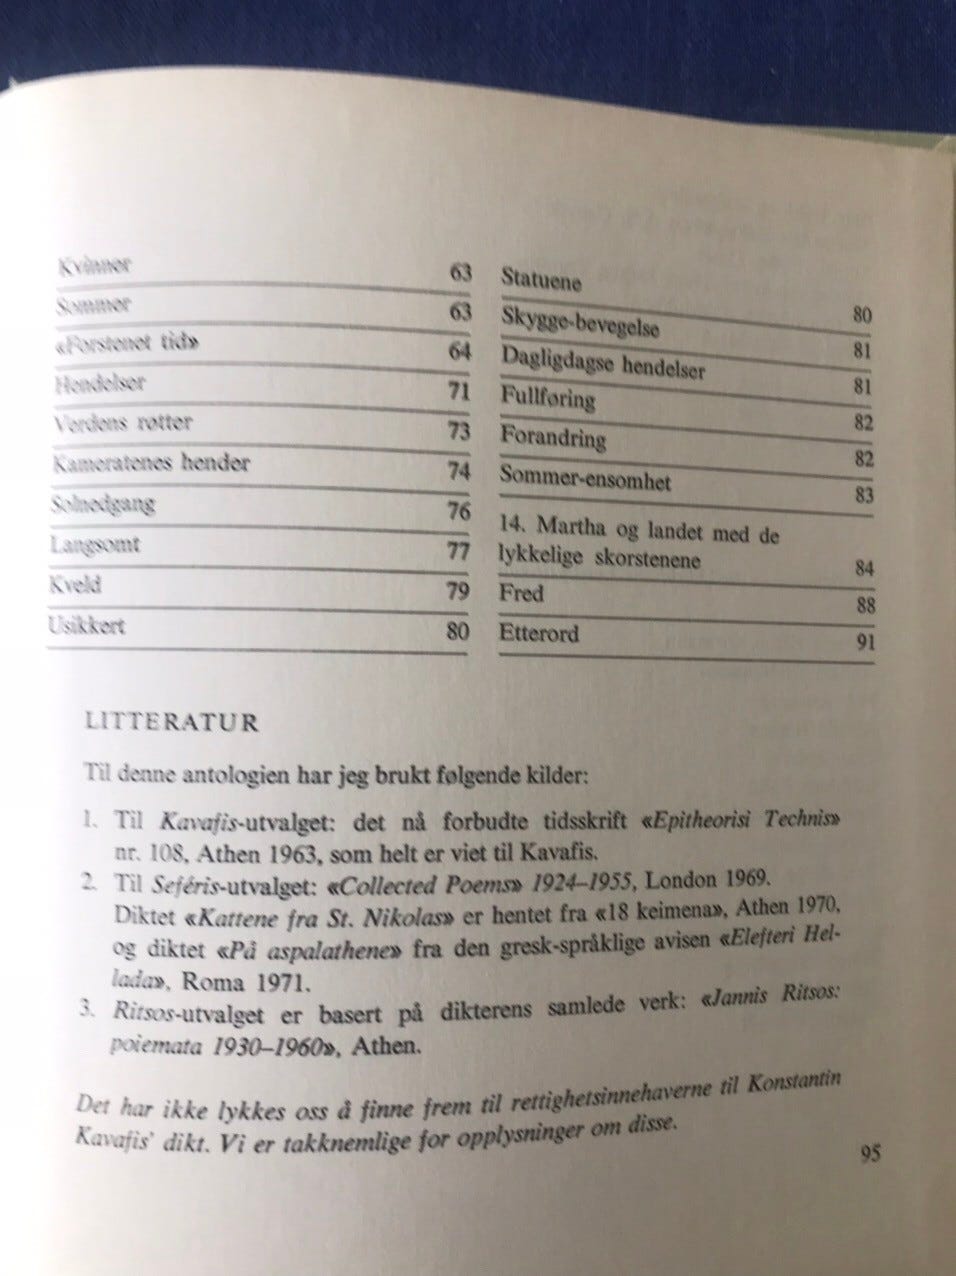 Kvinner 63
Sommer 63
«Forstenet tid» 64
Hendelser 71
Verdens røtter 73
Kameratenes hender 74
Solnedgang 76
Langsomt 77
Kveld 79
Usikkert 80
Statuene 80
Skygge-bevegelse 81
Dagligdagse hendelser 81
Fullføring 82
Forandring 82
Sommer-ensomhet 83
14. Martha og landet med de
lykkelige skorstenene 84
Fred 88
Etterord 91
LITTERATUR
Til denne antologien har jeg brukt følgende kilder:
1. Til Kavafis-utvalget: det nå forbudte tidsskrift «Epitheorisi Technis»
nr. 108, Athen 1963, som helt er viet til Kavafis.
2. Til Seféris-utvalget: «Collected Poems» 1924–1955, London 1969.
Diktet «Kattene fra St. Nikolas» er hentet fra «18 keimena», Athen 1970,
og diktet «På aspalathene» fra den gresk-språklige avisen «Elefteri Hel-
lada», Roma 1971.
3. Ritsos-utvalget er basert på dikterens samlede verk: «Jannis Ritsos:
poiemata 1930–1960», Athen.
Det har ikke lykkes oss å finne frem til rettighetsinnehaverne til Konstantin
Kavafis' dikt. Vi er takknemlige for opplysninger om disse.
95